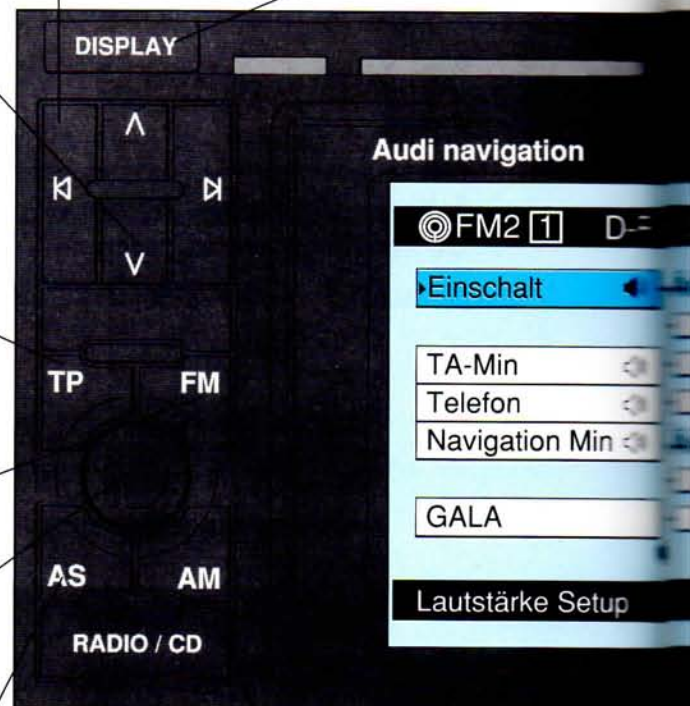 DISPLAY
Audi navigation
FM2 1
Einschalt
TA-Min
TP FM
Telefon
Navigation Min
GALA
AS AM
Lautstärke Setup
RADIO / CD